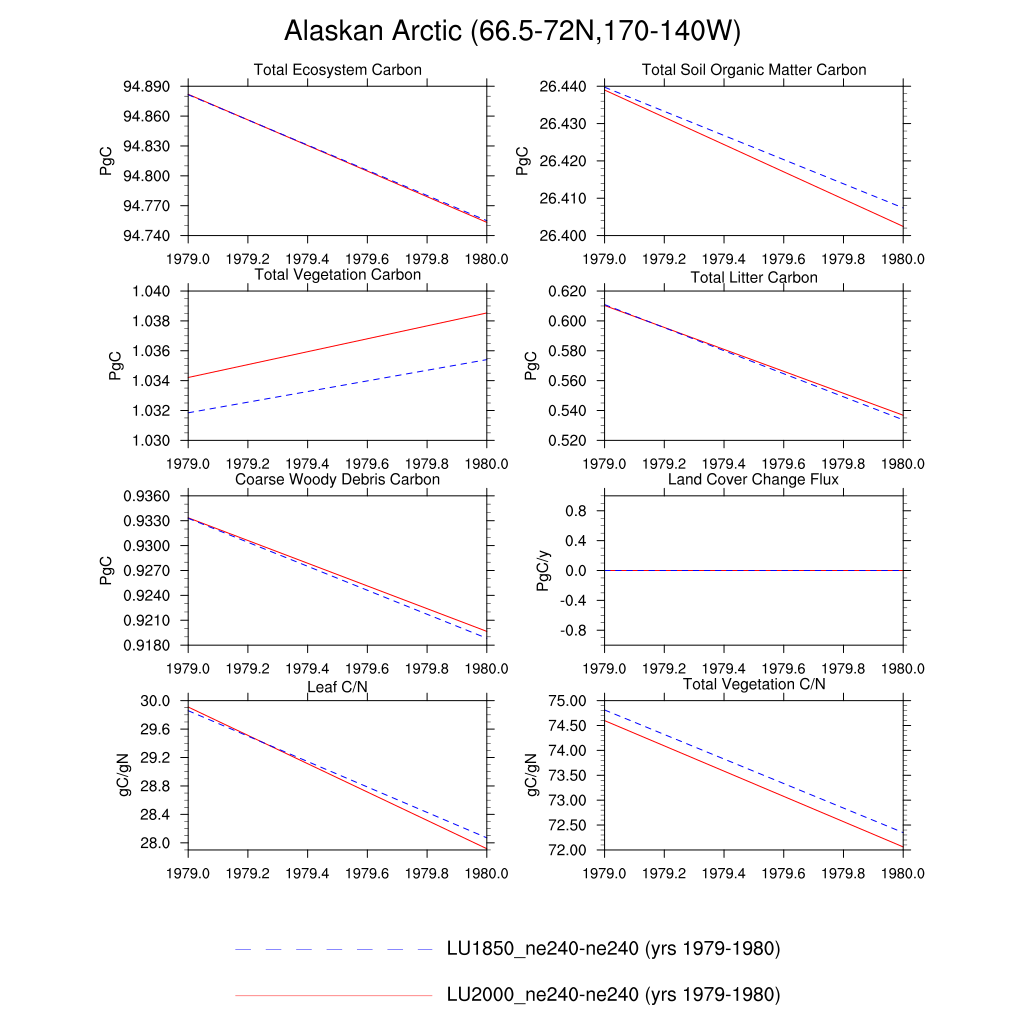 Alaskan Arctic (66.5-72N,170-140W)
Total Ecosystem Carbon
94.890
94.860
94.830
94.800
94.770
94.740
PgC
1979.0 1979.2 1979.4 1979.6 1979.8 1980.0
Total Soil Organic Matter Carbon
26.440
26.430
26.420
26.410
26.400
PgC
1979.0 1979.2 1979.4 1979.6 1979.8 1980.0
Total Vegetation Carbon
1.040
1.038
1.036
1.034
1.032
1.030
PgC
1979.0 1979.2 1979.4 1979.6 1979.8 1980.0
Total Litter Carbon
0.620
0.600
0.580
0.560
0.540
0.520
PgC
1979.0 1979.2 1979.4 1979.6 1979.8 1980.0
Coarse Woody Debris Carbon
0.9360
0.9330
0.9300
0.9270
0.9240
0.9210
0.9180
PgC
1979.0 1979.2 1979.4 1979.6 1979.8 1980.0
Land Cover Change Flux
0.8
0.4
0.0
-0.4
-0.8
PgC/y
1979.0 1979.2 1979.4 1979.6 1979.8 1980.0
Leaf C/N
30.0
29.6
29.2
28.8
28.4
28.0
gC/gN
1979.0 1979.2 1979.4 1979.6 1979.8 1980.0
Total Vegetation C/N
75.00
74.50
74.00
73.50
73.00
72.50
72.00
gC/gN
1979.0 1979.2 1979.4 1979.6 1979.8 1980.0
LU1850_ne240-ne240 (yrs 1979-1980)
LU2000_ne240-ne240 (yrs 1979-1980)